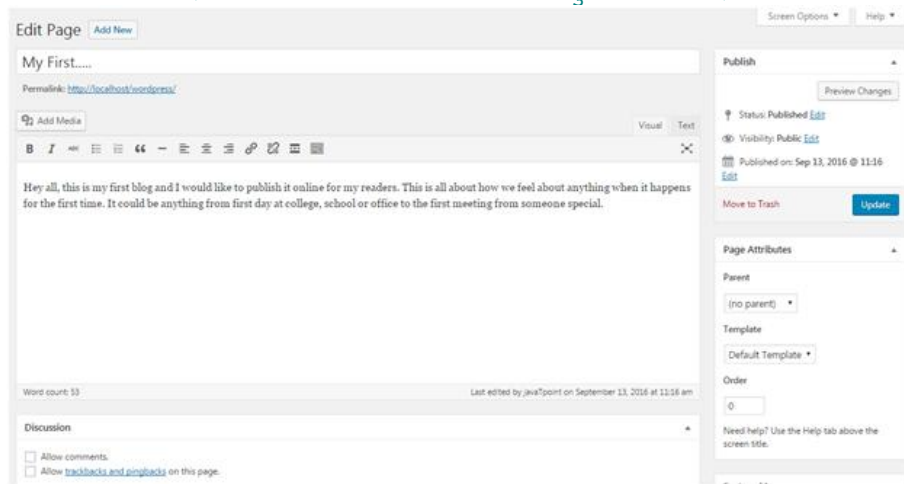 Screen Options Help
Edit Page Add New
My First.....
Permalink: http://localhost/wordpress/
Add Media
Visual Text
B I ABC
Hey all, this is my first blog and I would like to publish it online for my readers. This is all about how we feel about anything when it happens
for the first time. It could be anything from first day at college, school or office to the first meeting from someone special.
Word count: 53 Last edited by javaTpoint on September 13, 2016 at 11:16 am
Discussion
Allow comments.
Allow trackbacks and pingbacks on this page.
Publish
Preview Changes
Status: Published Edit
Visibility: Public Edit
Published on: Sep 13, 2016 @ 11:16
Edit
Move to Trash Update
Page Attributes
Parent
(no parent)
Template
Default Template
Order
0
Need help? Use the Help tab above the
screen title.